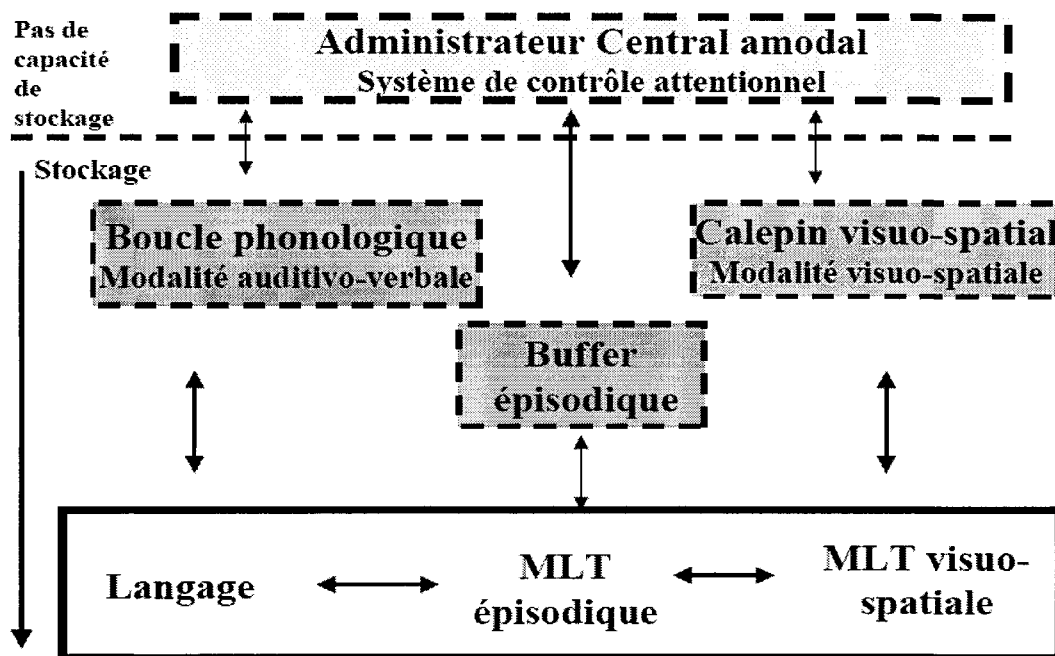 Pas de
capacité
de
stockage
Administrateur Central amodal
Système de contrôle attentionnel
Stockage
Boucle phonologique
Modalité auditivo-verbale
Calepin visuo-spatial
Modalité visuo-spatiale
Buffer
épisodique
Langage
MLT
épisodique
MLT visuo-
spatiale